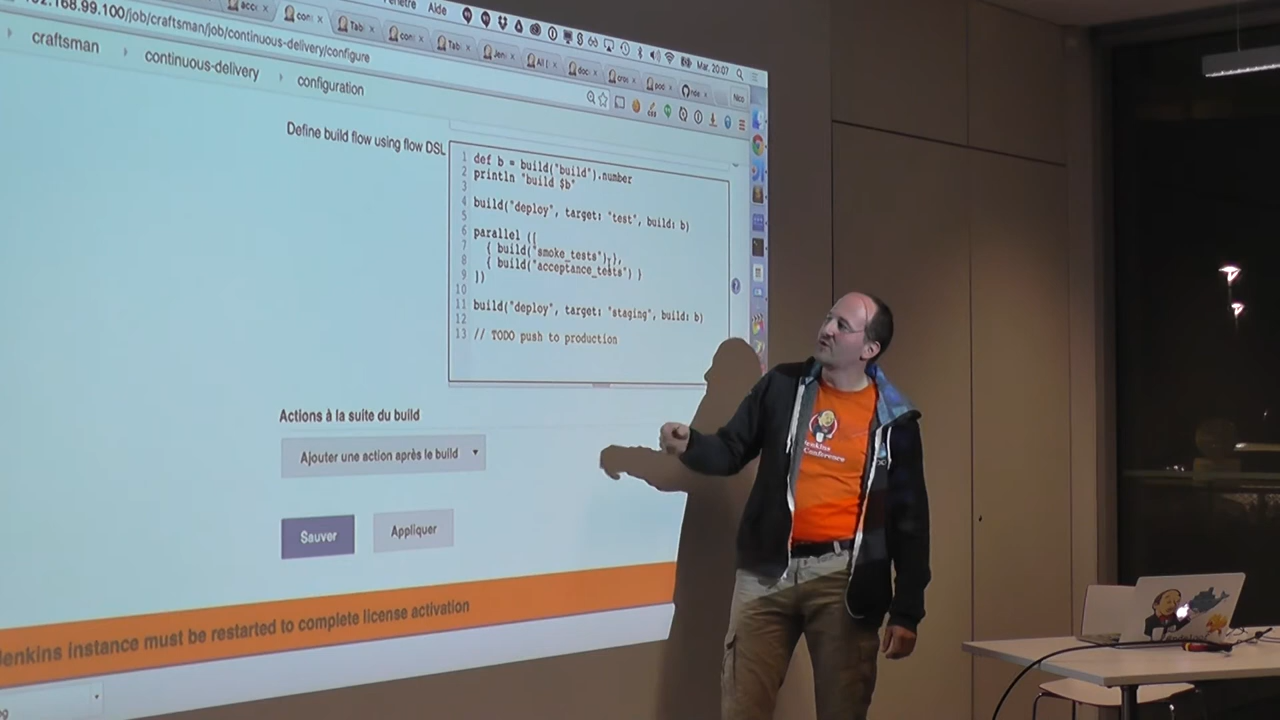 Aide
Mar. 20:07
.168.99.100/job/craftsman/job/continuous-delivery/configure
Nico
craftsman
continuous-delivery
configuration
Define build flow using flow DSL
1 def b = build("build").number
2 println "build $b"
3
4 build("deploy", target: "test", build: b)
5
6 parallel ([
7 { build("smoke_tests") },
8 { build("acceptance_tests") }
9 ])
10
11 build("deploy", target: "staging", build: b)
12
13 // TODO push to production
Actions à la suite du build
Ajouter une action après le build
Sauver
Appliquer
Jenkins instance must be restarted to complete license activation
Jenkins
Conference